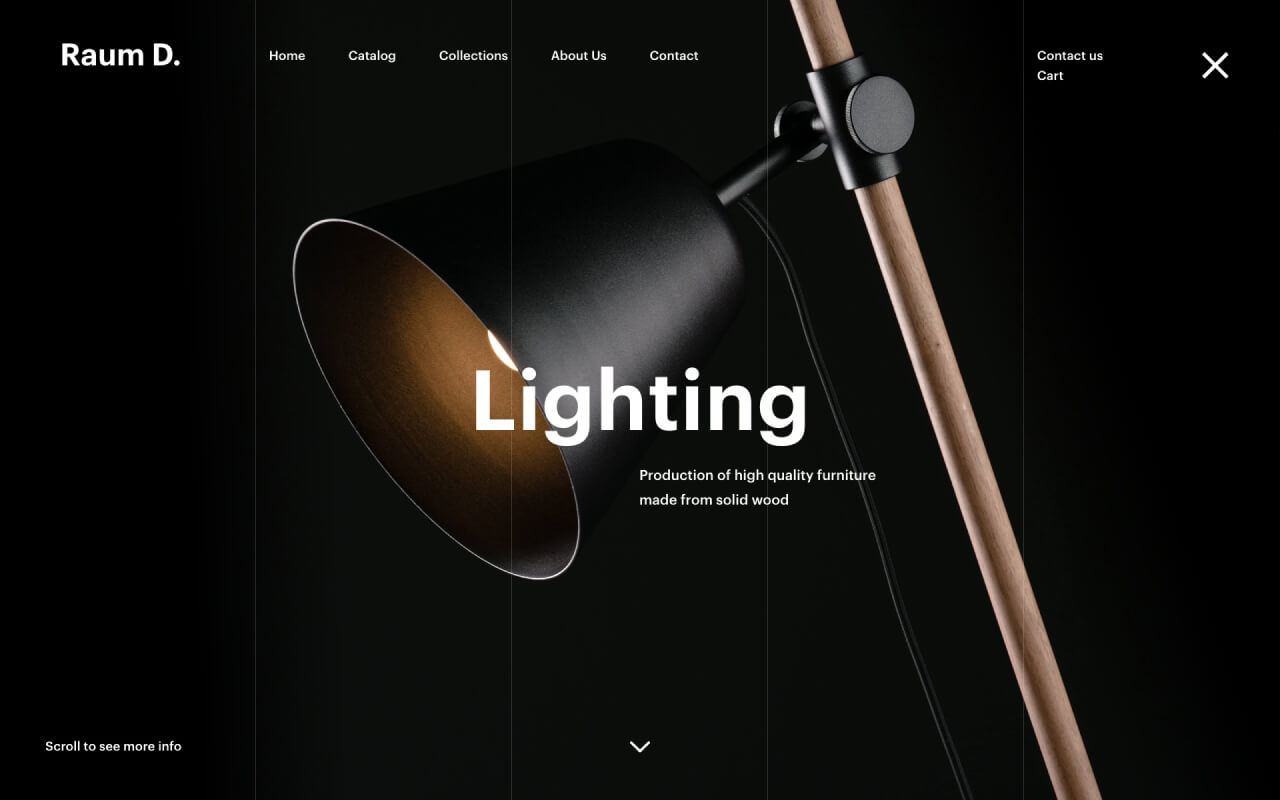 Raum D.
Home
Catalog
Collections
About Us
Contact
Contact us
Cart
Lighting
Production of high quality furniture
made from solid wood
Scroll to see more info